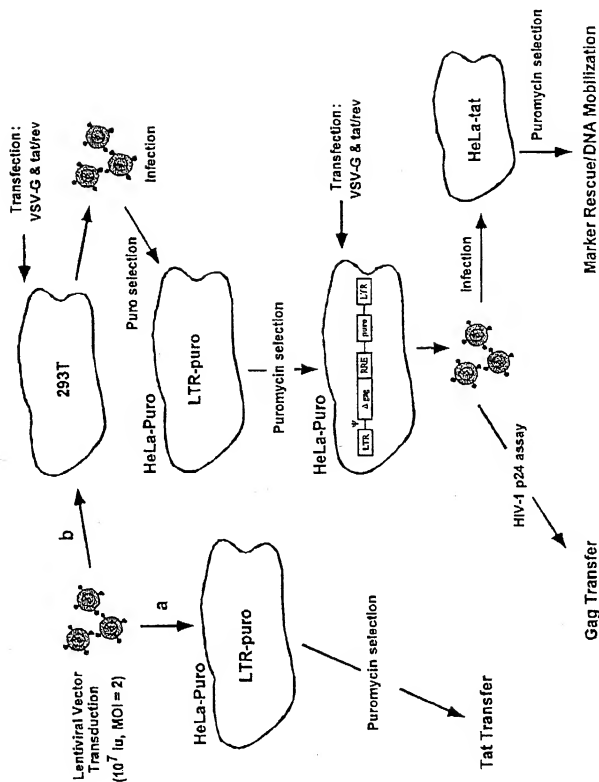 Lentiviral Vector
Transduction
(10⁷ Iu, MOI = 2)
a
b
HeLa-Puro
LTR-puro
Puromycin selection
Tat Transfer
293T
Transfection:
VSV-G & tat/rev
Infection
Puro selection
HeLa-Puro
LTR-puro
Puromycin selection
HeLa-Puro
Transfection:
VSV-G & tat/rev
LTR
Ψ
RRE
puro
LTR
HIV-1 p24 assay
Gag Transfer
Infection
HeLa-tat
Puromycin selection
Marker Rescue/DNA Mobilization